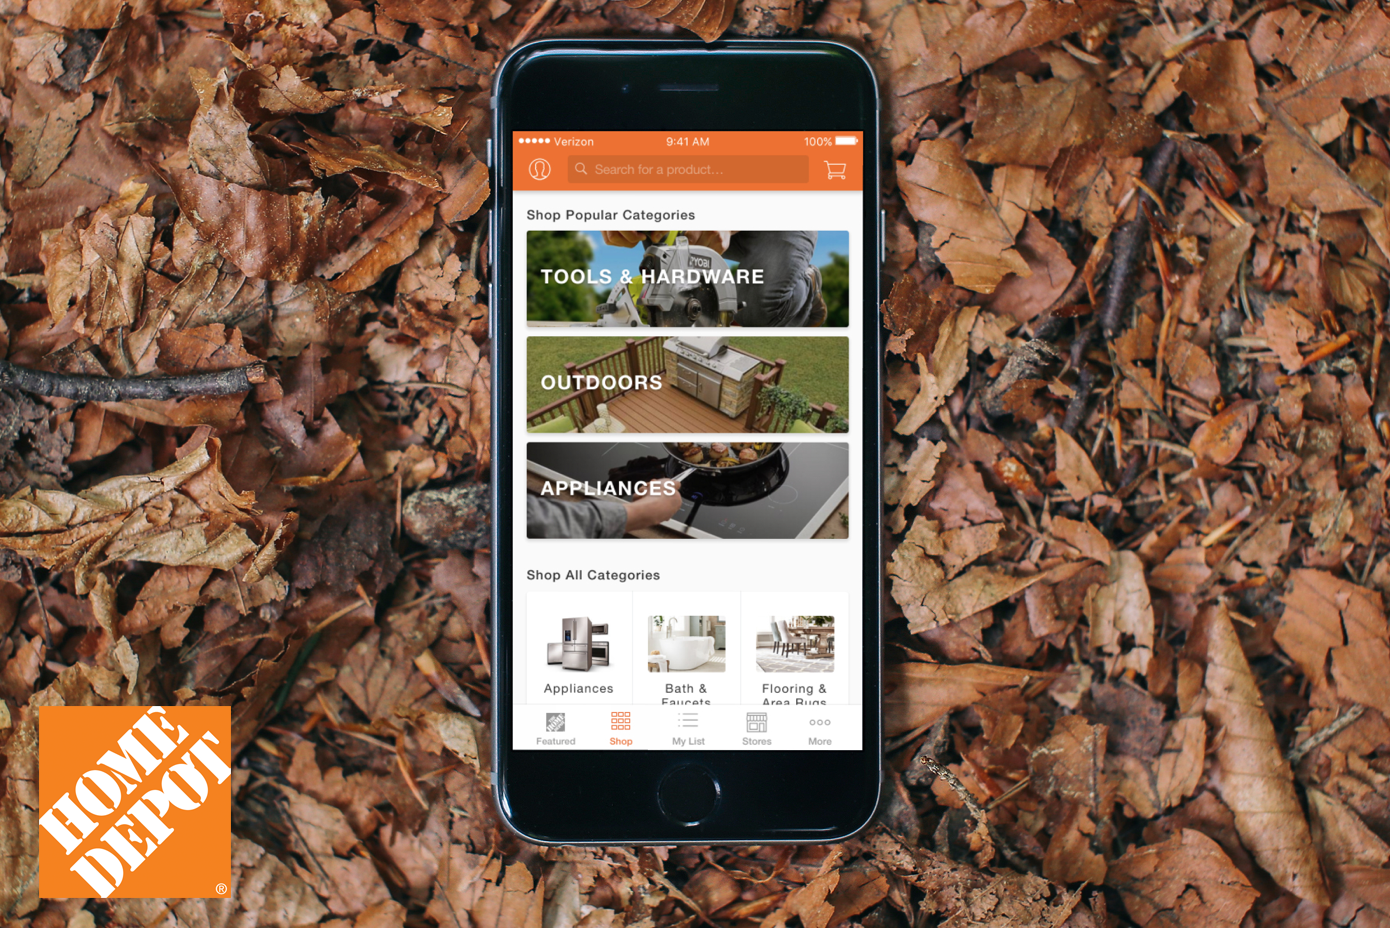 Verizon
9:41 AM
100%
Search for a product...
Shop Popular Categories
RYOBI
TOOLS & HARDWARE
OUTDOORS
APPLIANCES
Shop All Categories
Appliances
Bath &
Faucets
Flooring &
Area Rugs
Featured
Shop
My List
Stores
More
HOME
DEPOT
®